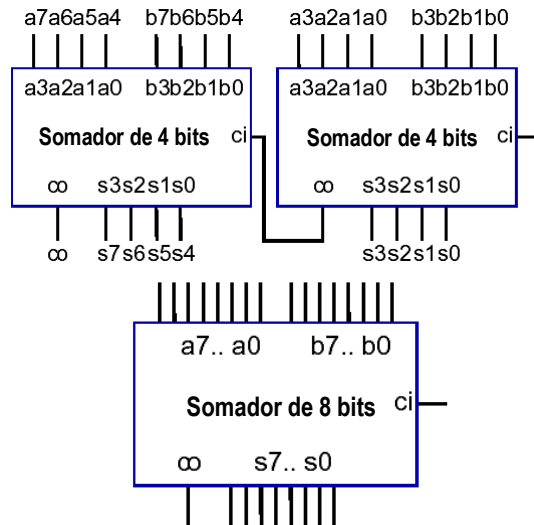 a7a6a5a4 b7b6b5b4 a3a2a1a0 b3b2b1b0
a3a2a1a0 b3b2b1b0 a3a2a1a0 b3b2b1b0
Somador de 4 bits ci Somador de 4 bits ci
co s3s2s1s0 co s3s2s1s0
co s7s6s5s4 s3s2s1s0
a7.. a0 b7.. b0
Somador de 8 bits ci
co s7.. s0